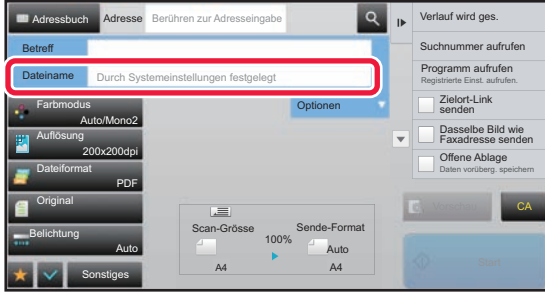 Adressbuch
Adresse
Berühren zur Adresseingabe
Verlauf wird ges.
Betreff
Suchnummer aufrufen
Dateiname
Durch Systemeinstellungen festgelegt
Programm aufrufen
Registrierte Einst. aufrufen.
Farbmodus
Auto/Mono2
Optionen
Zielort-Link
senden
Auflösung
200x200dpi
Dasselbe Bild wie
Faxadresse senden
Dateiformat
PDF
Offene Ablage
Daten vorüberg. speichern
Original
Scan-Grösse
100%
Sende-Format
Auto
A4
A4
Vorschau
CA
Belichtung
Auto
Sonstiges
Start